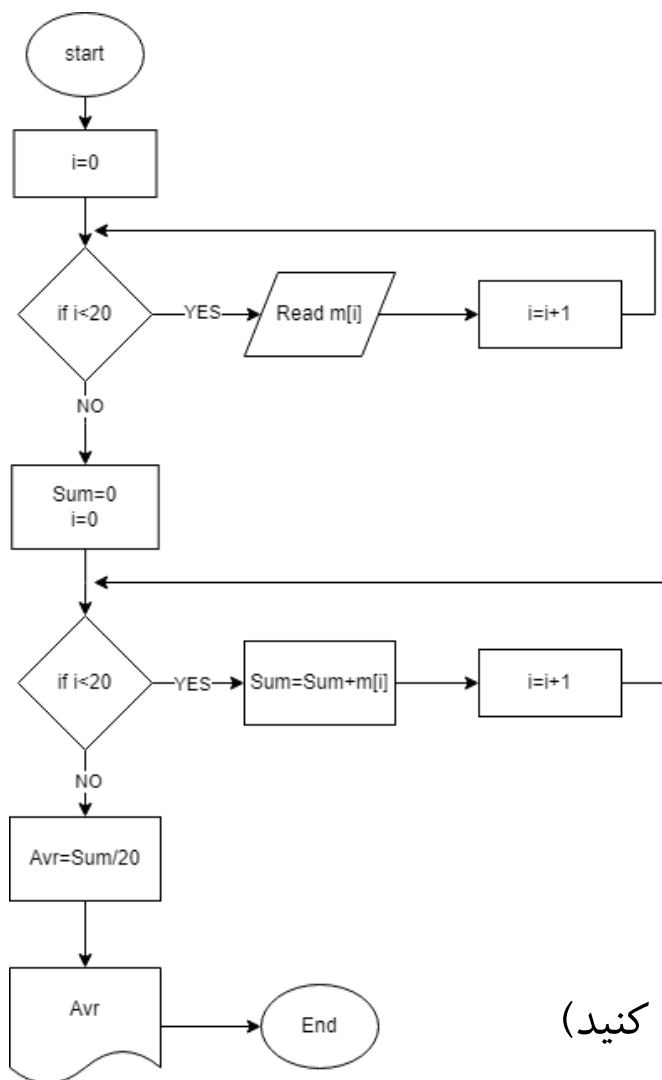 start
i=0
if i<20
YES
Read m[i]
i=i+1
NO
Sum=0
i=0
if i<20
YES
Sum=Sum+m[i]
i=i+1
NO
Avr=Sum/20
Avr
End
کنید)